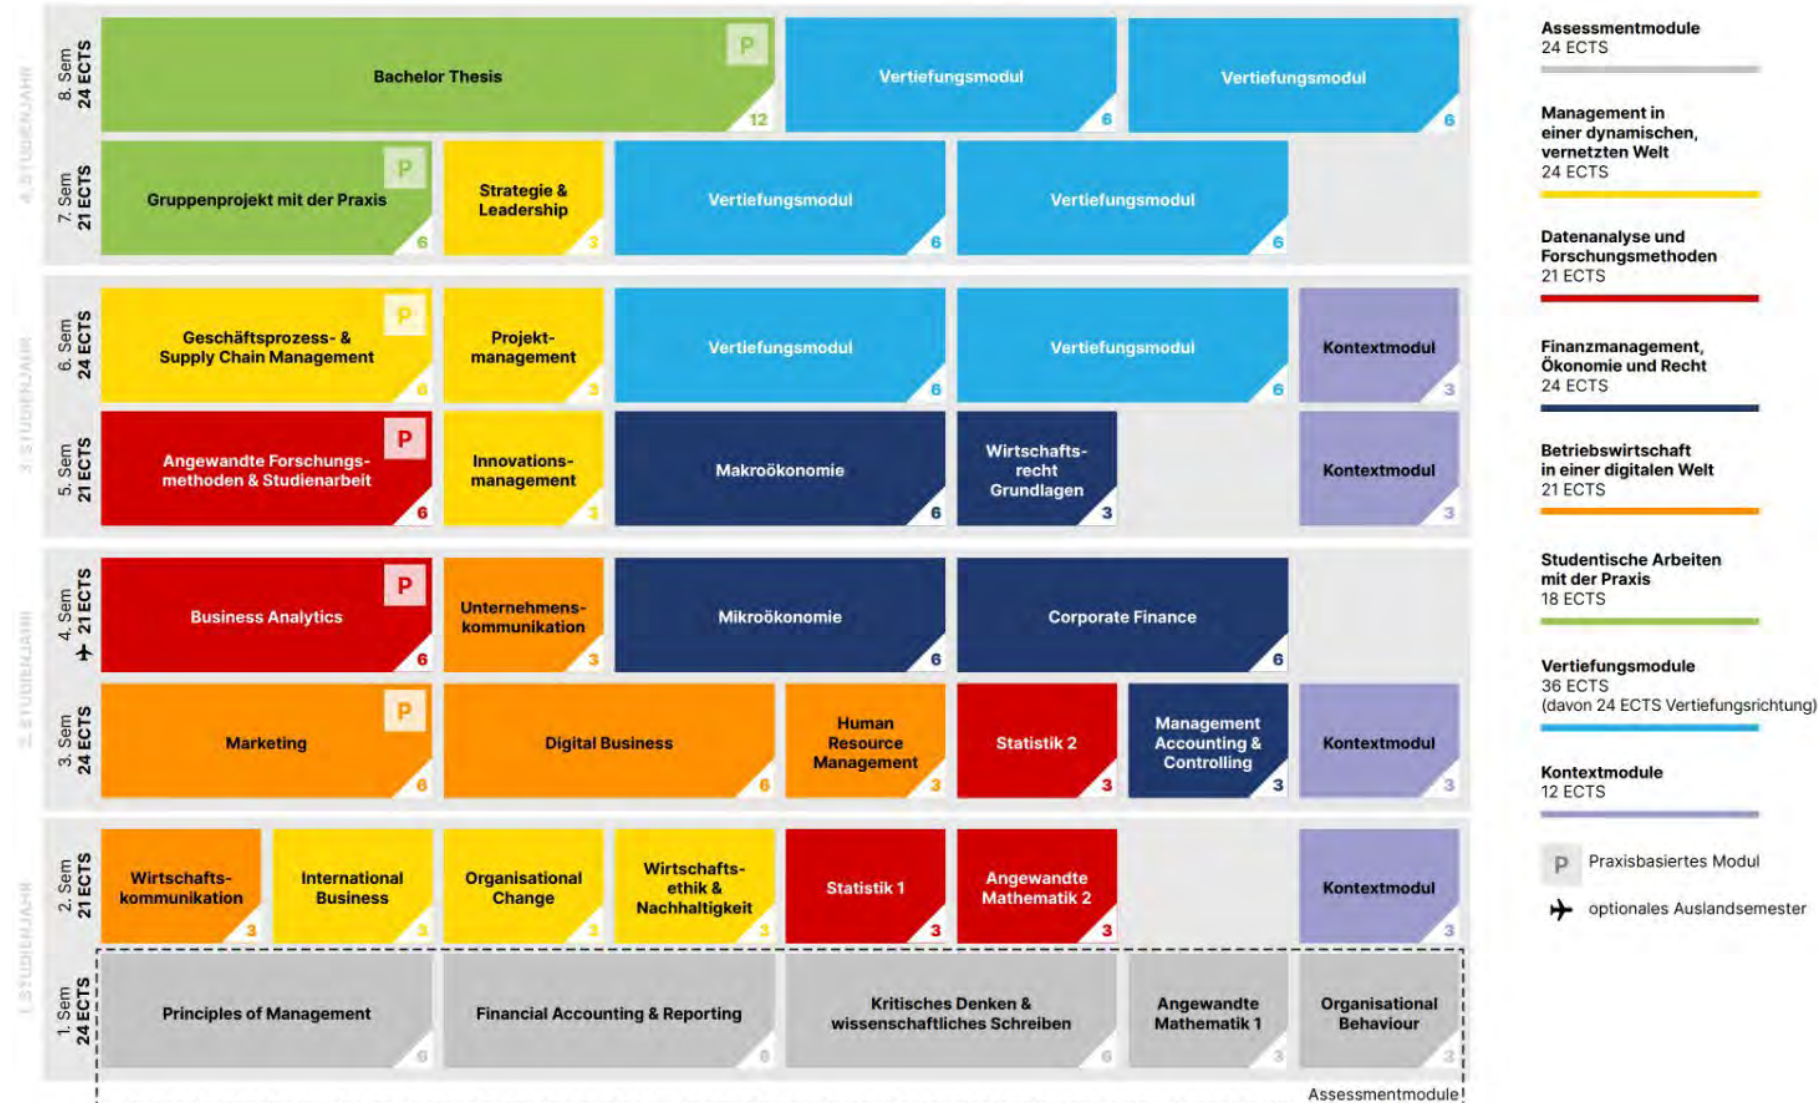 4. STUDIENJAHR
8. Sem
24 ECTS
Bachelor Thesis
P
12
Vertiefungsmodul
6
Vertiefungsmodul
6
7. Sem
21 ECTS
Gruppenprojekt mit der Praxis
P
6
Strategie &
Leadership
3
Vertiefungsmodul
6
Vertiefungsmodul
6
3. STUDIENJAHR
6. Sem
24 ECTS
Geschäftsprozess- &
Supply Chain Management
P
6
Projekt-
management
3
Vertiefungsmodul
6
Vertiefungsmodul
6
Kontextmodul
3
5. Sem
21 ECTS
Angewandte Forschungs-
methoden & Studienarbeit
P
6
Innovations-
management
3
Makroökonomie
6
Wirtschafts-
recht
Grundlagen
3
Kontextmodul
3
2. STUDIENJAHR
4. Sem
21 ECTS
Business Analytics
P
6
Unternehmens-
kommunikation
3
Mikroökonomie
6
Corporate Finance
6
3. Sem
24 ECTS
Marketing
P
6
Digital Business
6
Human
Resource
Management
3
Statistik 2
3
Management
Accounting &
Controlling
3
Kontextmodul
3
1. STUDIENJAHR
2. Sem
21 ECTS
Wirtschafts-
kommunikation
3
International
Business
3
Organisational
Change
3
Wirtschafts-
ethik &
Nachhaltigkeit
3
Statistik 1
3
Angewandte
Mathematik 2
3
Kontextmodul
3
1. Sem
24 ECTS
Principles of Management
6
Financial Accounting & Reporting
6
Kritisches Denken &
wissenschaftliches Schreiben
6
Angewandte
Mathematik 1
3
Organisational
Behaviour
3
Assessmentmodule
Assessmentmodule
24 ECTS
Management in
einer dynamischen,
vernetzten Welt
24 ECTS
Datenanalyse und
Forschungsmethoden
21 ECTS
Finanzmanagement,
Ökonomie und Recht
24 ECTS
Betriebswirtschaft
in einer digitalen Welt
21 ECTS
Studentische Arbeiten
mit der Praxis
18 ECTS
Vertiefungsmodule
36 ECTS
(davon 24 ECTS Vertiefungsrichtung)
Kontextmodule
12 ECTS
P Praxisbasiertes Modul
optionales Auslandsemester